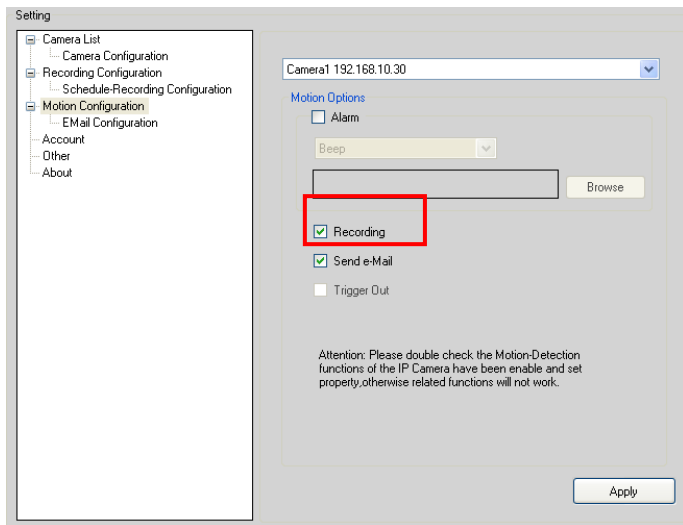 Setting
Camera List
Camera Configuration
Recording Configuration
Schedule-Recording Configuration
Motion Configuration
EMail Configuration
Account
Other
About
Camera1 192.168.10.30
Motion Options
Alarm
Beep
Browse
Recording
Send e-Mail
Trigger Out
Attention: Please double check the Motion-Detection
functions of the IP Camera have been enable and set
property,otherwise related functions will not work.
Apply